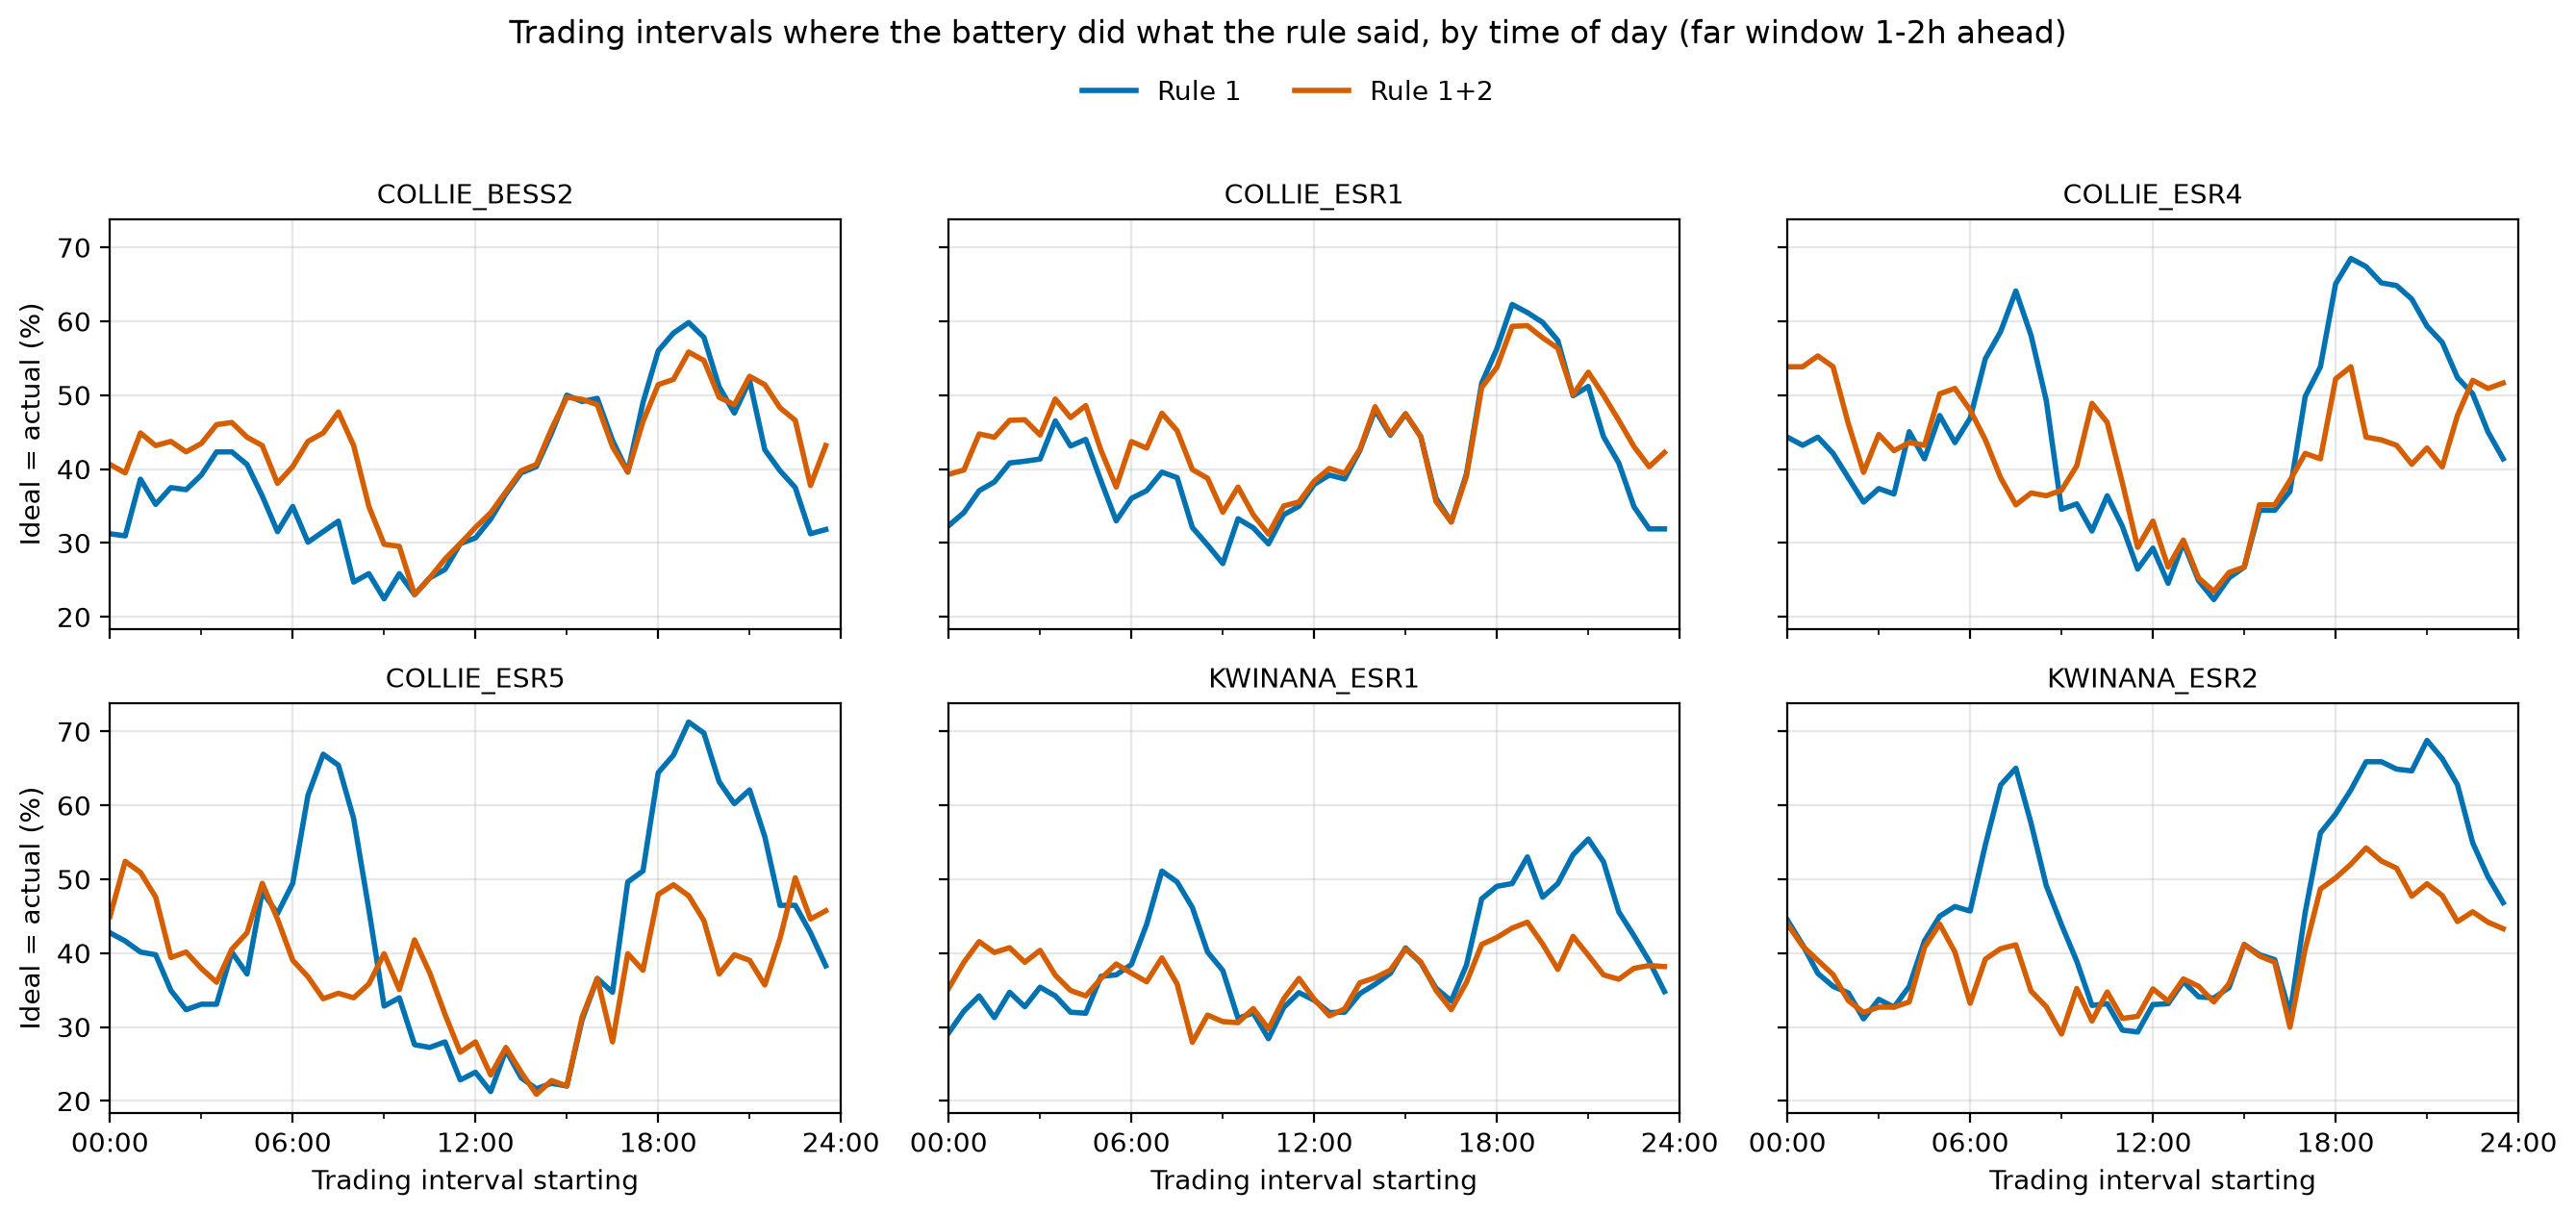 Trading intervals where the battery did what the rule said, by time of day (far window 1-2h ahead)
Rule 1 Rule 1+2
COLLIE_BESS2 COLLIE_ESR1 COLLIE_ESR4
Ideal = actual (%)
70
60
50
40
30
20
COLLIE_ESR5 KWINANA_ESR1 KWINANA_ESR2
Ideal = actual (%)
70
60
50
40
30
20
00:00 06:00 12:00 18:00 24:00 00:00 06:00 12:00 18:00 24:00 00:00 06:00 12:00 18:00 24:00
Trading interval starting Trading interval starting Trading interval starting